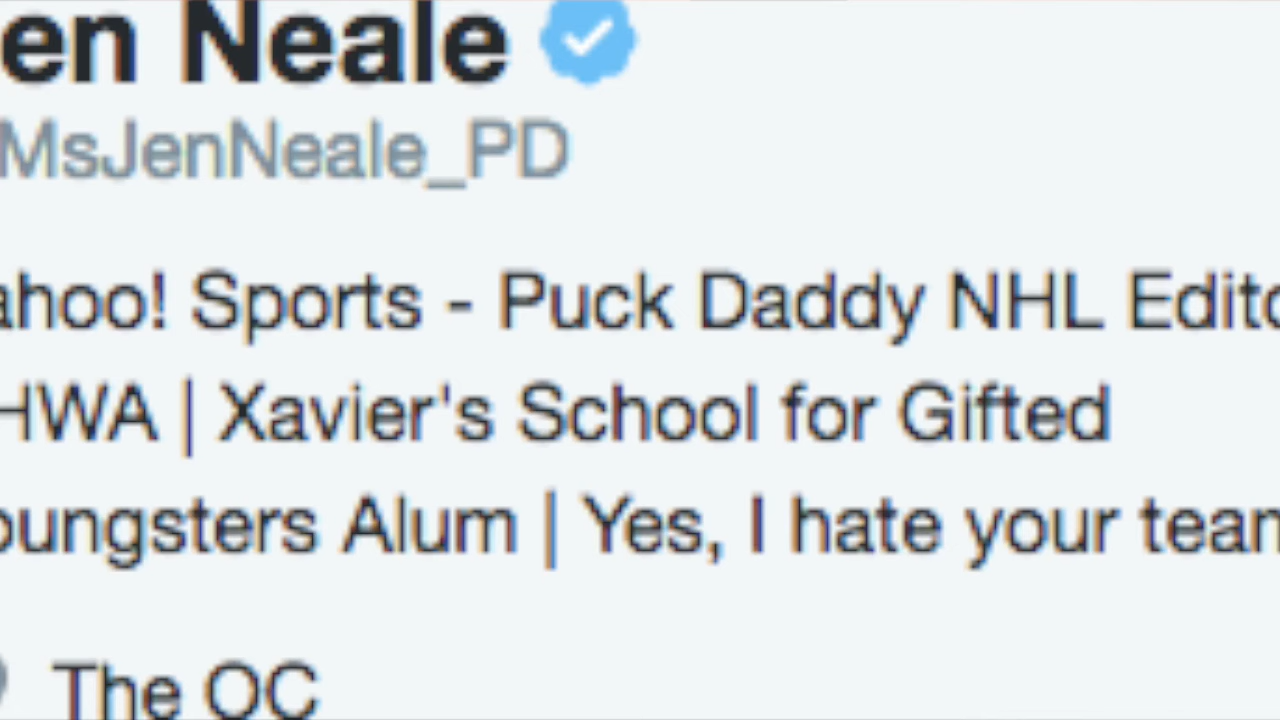 en Neale
MsJenNeale_PD
ahoo! Sports - Puck Daddy NHL Edito
HWA | Xavier's School for Gifted
oungsters Alum | Yes, I hate your team
The OC